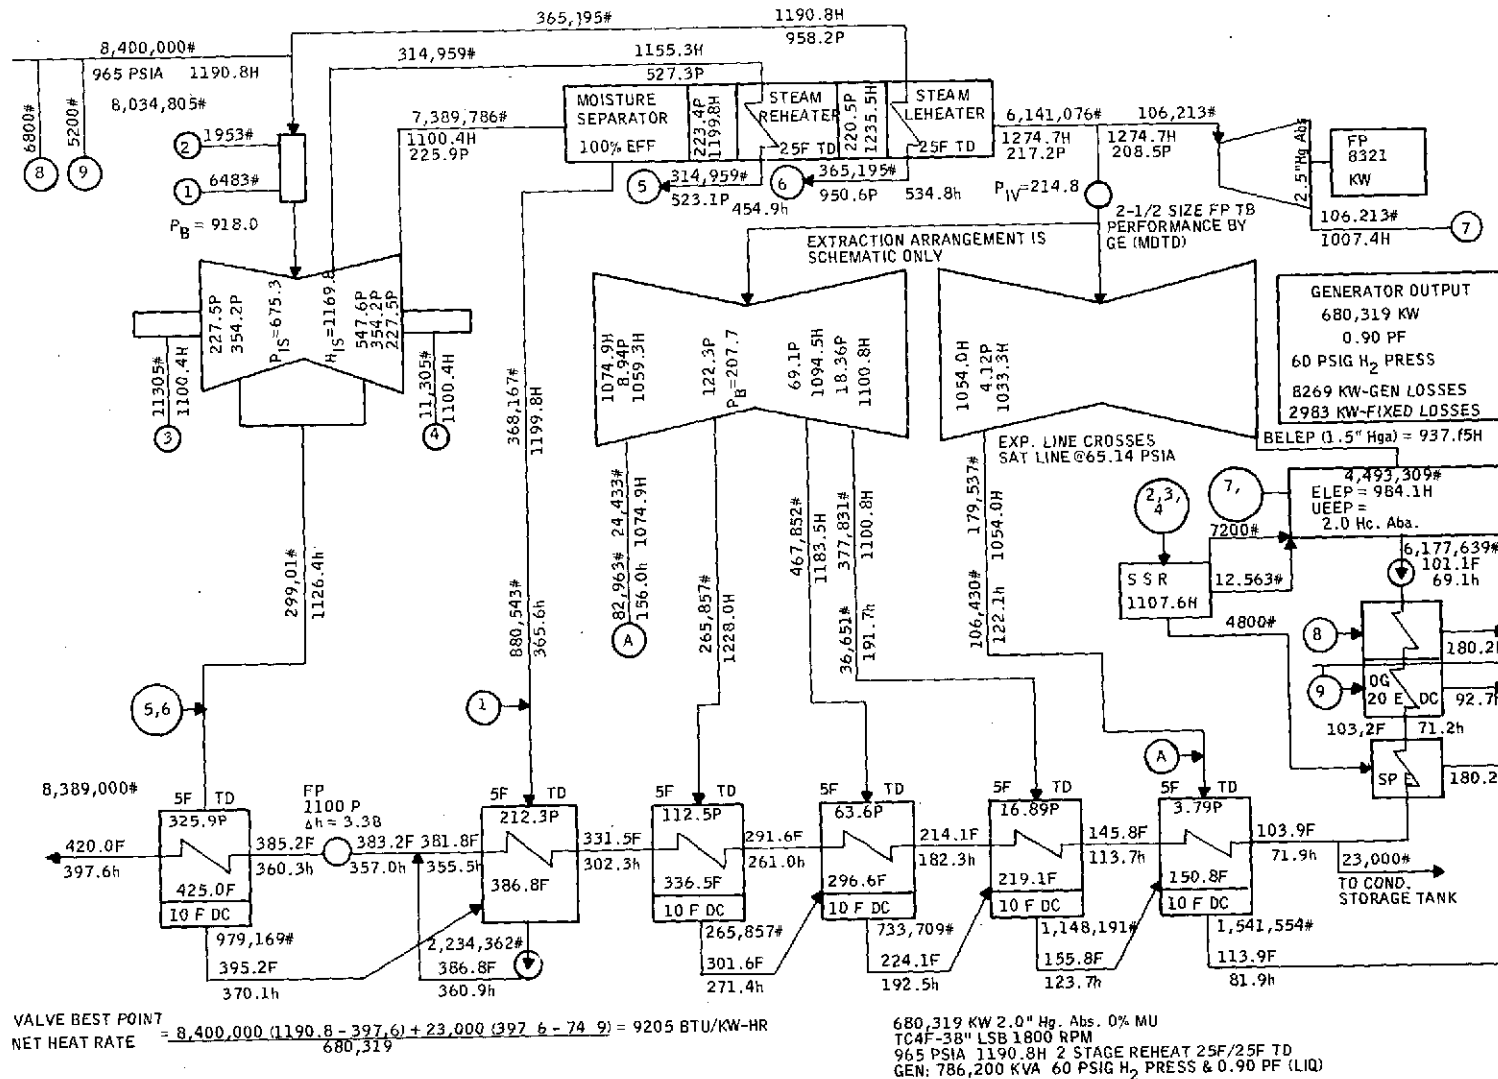 365,195#
1190.8H
958.2P
8,400,000#
965 PSIA 1190.8H
8,034,805#
314,959#
1155.3H
527.3P
6800#
5200#
8
9
2
1953#
1
6483#
P_B = 918.0
7,389,786#
1100.4H
225.9P
MOISTURE
SEPARATOR
100% EFF
223.4P
1199.8H
STEAM
REHEATER
25F TD
220.5P
1235.5H
STEAM
LEHEATER
25F TD
6,141,076#
1274.7H
217.2P
106,213#
1274.7H
208.5P
2.5"Hg Abs
FP
8321
KW
5
314,959#
523.1P
454.9h
6
365,195#
950.6P
534.8h
P_IV=214.8
106.213#
1007.4H
7
2-1/2 SIZE FP TB
PERFORMANCE BY
GE (MDTD)
EXTRACTION ARRANGEMENT IS
SCHEMATIC ONLY
227.5P
354.2P
P_IS=675.3
H_IS=1169.8
547.6P
354.2P
227.5P
11305#
1100.4H
3
11,305#
1100.4H
4
368,167#
1199.8H
1074.9H
8.94P
1059.3H
122.3P
P_B=207.7
69.1P
1094.5H
18.36P
1100.8H
1054.0H
4.12P
1033.3H
GENERATOR OUTPUT
680,319 KW
0.90 PF
60 PSIG H2 PRESS
8269 KW-GEN LOSSES
2983 KW-FIXED LOSSES
BELEP (1.5" Hga) = 937.f5H
EXP. LINE CROSSES
SAT LINE @65.14 PSIA
4,493,309#
ELEP = 984.1H
UEEP =
2.0 Hc. Aba.
7,
2,3,
4
7200#
12.563#
S S R
1107.6H
4800#
6,177,639#
101.1F
69.1h
8
180.2
9
OG
20 E DC
92.7h
103,2F
71.2h
SP E
180.2
299,01#
1126.4h
880,543#
365.6h
24,433#
1074.9H
82,963#
156.0h
A
265,857#
1228.0H
467,852#
1183.5H
377,831#
1100.8H
36,651#
191.7h
179,537#
1054.0H
106,430#
122.1h
5,6
1
A
8,389,000#
5F TD
325.9P
425.0F
10 F DC
420.0F
397.6h
385.2F
360.3h
FP
1100 P
Δh = 3.38
383.2F
357.0h
381.8F
355.5h
5F TD
212.3P
386.8F
331.5F
302.3h
5F TD
112.5P
336.5F
10 F DC
291.6F
261.0h
5F TD
63.6P
296.6F
10 F DC
214.1F
182.3h
5F TD
16.89P
219.1F
10 F DC
145.8F
113.7h
5F TD
3.79P
150.8F
10 F DC
103.9F
71.9h
23,000#
TO COND.
STORAGE TANK
979,169#
395.2F
370.1h
2,234,362#
386.8F
360.9h
265,857#
301.6F
271.4h
733,709#
224.1F
192.5h
1,148,191#
155.8F
123.7h
1,541,554#
113.9F
81.9h
VALVE BEST POINT
NET HEAT RATE = 8,400,000 (1190.8 - 397,6) + 23,000 (397 6 - 74 9) = 9205 BTU/KW-HR
680,319
680,319 KW 2.0" Hg. Abs. 0% MU
TC4F-38" LSB 1800 RPM
965 PSIA 1190.8H 2 STAGE REHEAT 25F/25F TD
GEN: 786,200 KVA 60 PSIG H2 PRESS & 0.90 PF (LIQ)